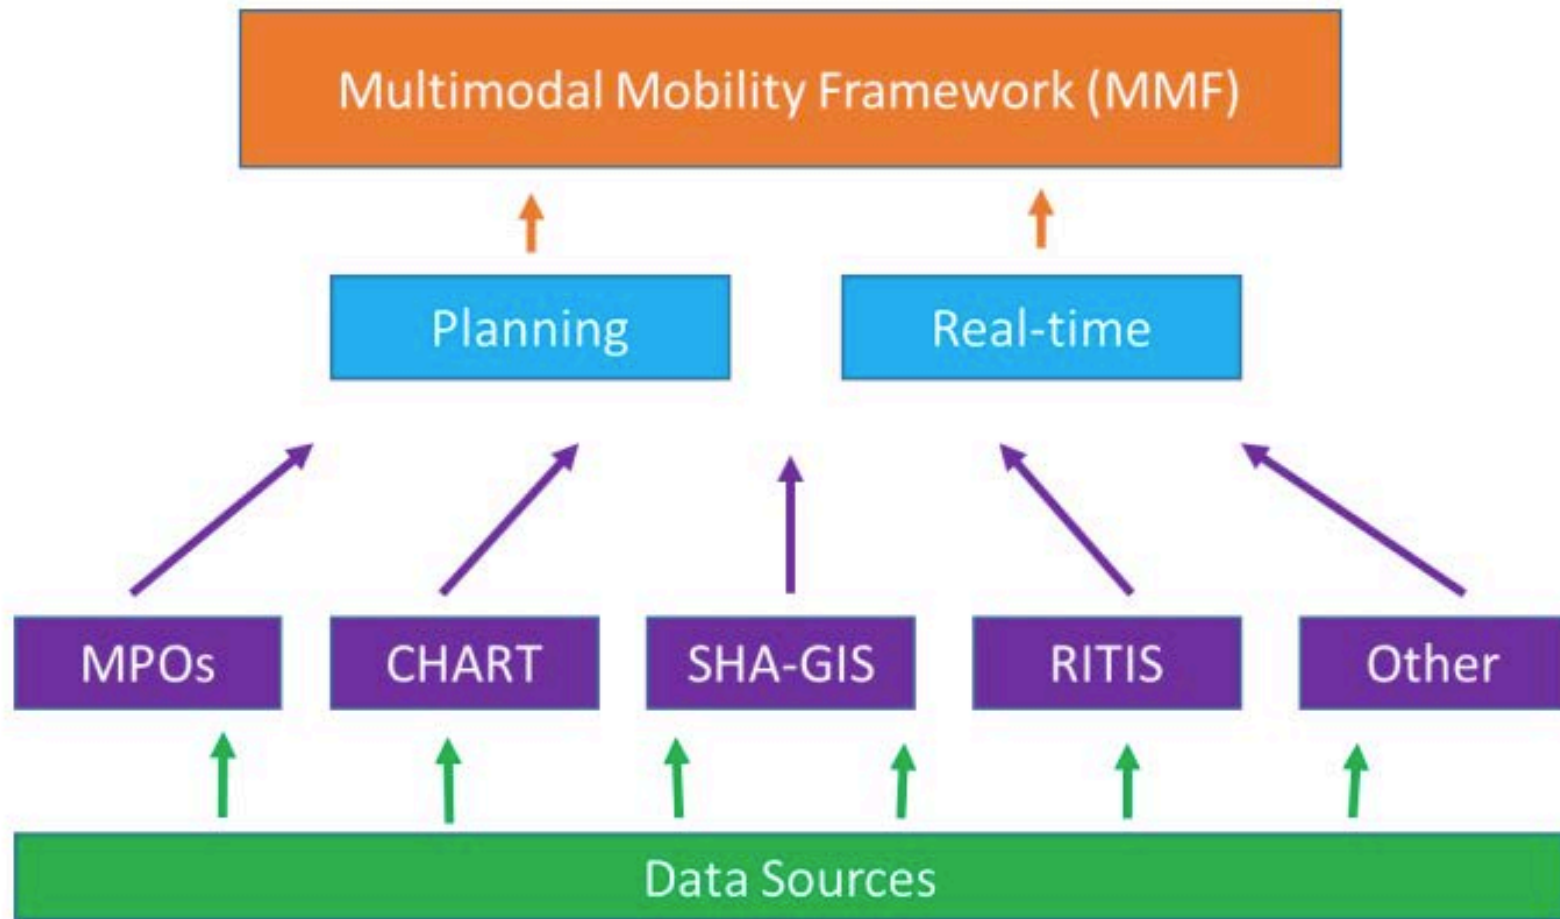 Multimodal Mobility Framework (MMF)
Planning
Real-time
MPOs
CHART
SHA-GIS
RITIS
Other
Data Sources